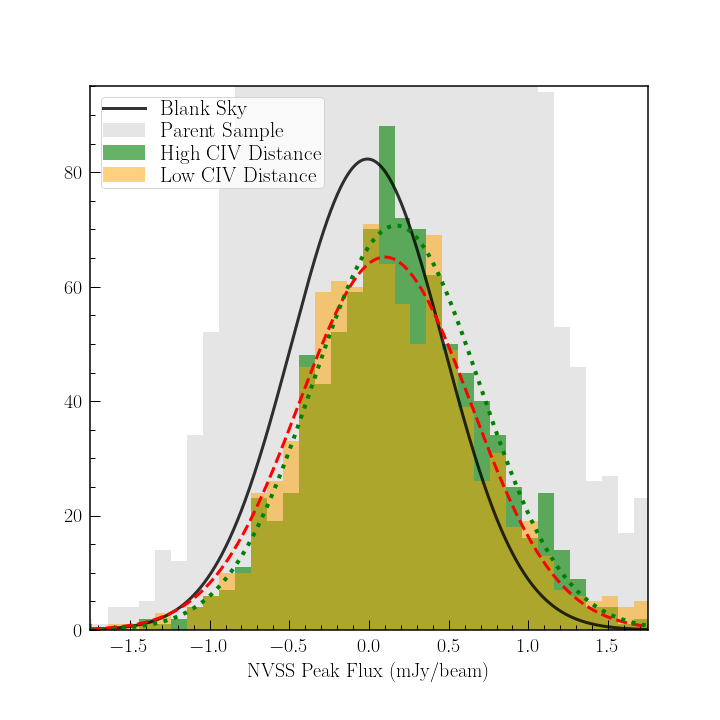 Blank Sky
Parent Sample
High CIV Distance
Low CIV Distance
80
60
40
20
0
−1.5 −1.0 −0.5 0.0 0.5 1.0 1.5
NVSS Peak Flux (mJy/beam)